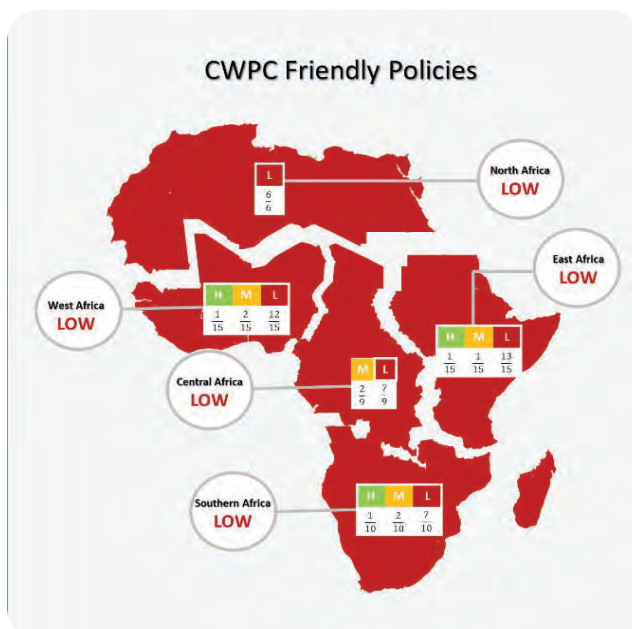 CWPC Friendly Policies
L
6/6
North Africa
LOW
East Africa
LOW
H M L
1/15 2/15 12/15
West Africa
LOW
H M L
1/15 1/15 13/15
M L
2/9 7/9
Central Africa
LOW
H M L
1/10 2/10 7/10
Southern Africa
LOW